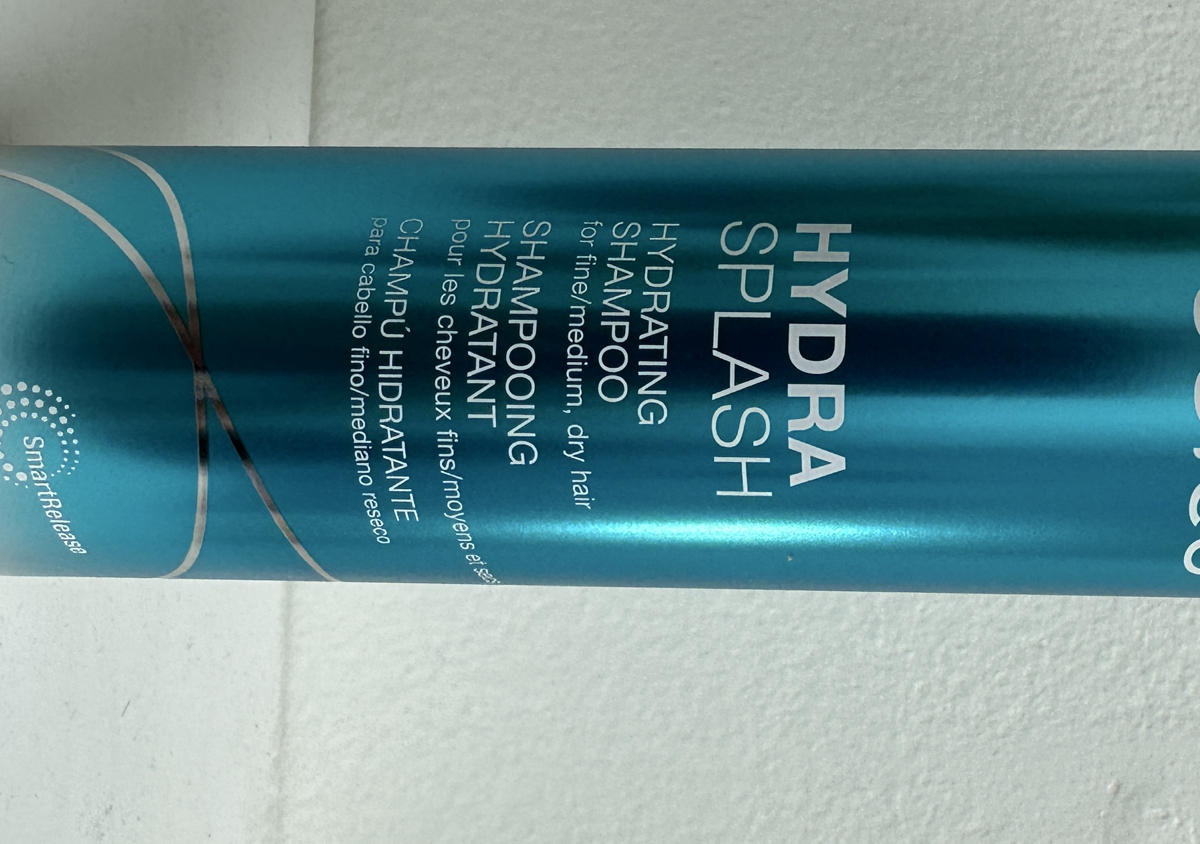 HYDRA
SPLASH
HYDRATING
SHAMPOO
for fine/medium, dry hair
SHAMPOOING
HYDRATANT
pour les cheveux fins/moyens et secs
CHAMPÚ HIDRATANTE
para cabello fino/mediano reseco
SmartRelease